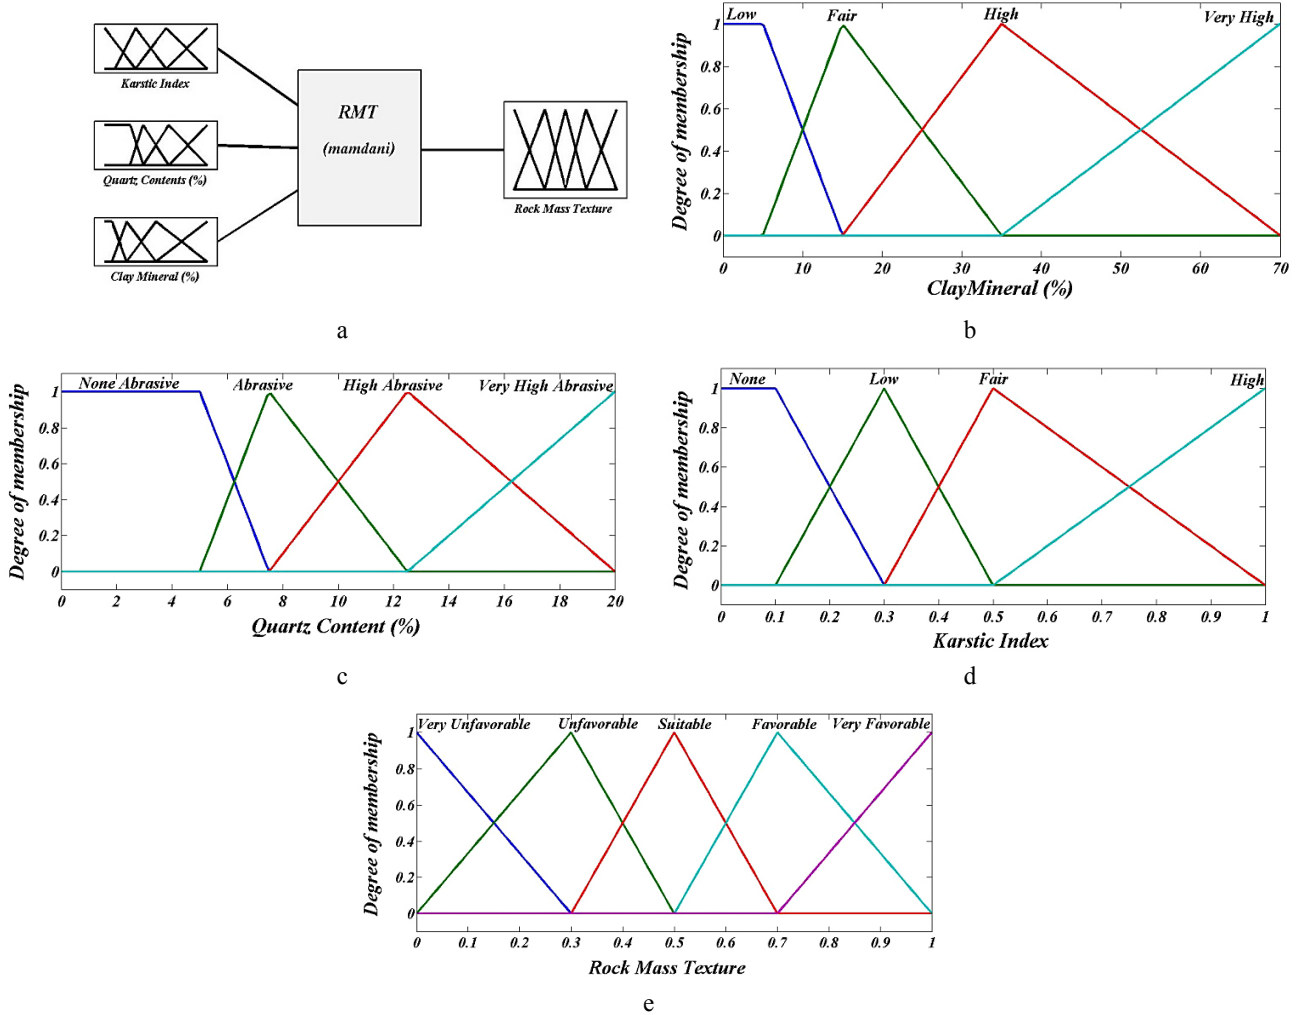 Karstic Index
Quartz Contents (%)
Clay Mineral (%)
RMT
(mamdani)
Rock Mass Texture
a
Low Fair High Very High
1
0.8
0.6
0.4
0.2
0
Degree of membership
0 10 20 30 40 50 60 70
ClayMineral (%)
b
None Abrasive Abrasive High Abrasive Very High Abrasive
1
0.8
0.6
0.4
0.2
0
Degree of membership
0 2 4 6 8 10 12 14 16 18 20
Quartz Content (%)
c
None Low Fair High
1
0.8
0.6
0.4
0.2
0
Degree of membership
0 0.1 0.2 0.3 0.4 0.5 0.6 0.7 0.8 0.9 1
Karstic Index
d
Very Unfavorable Unfavorable Suitable Favorable Very Favorable
1
0.8
0.6
0.4
0.2
0
Degree of membership
0 0.1 0.2 0.3 0.4 0.5 0.6 0.7 0.8 0.9 1
Rock Mass Texture
e